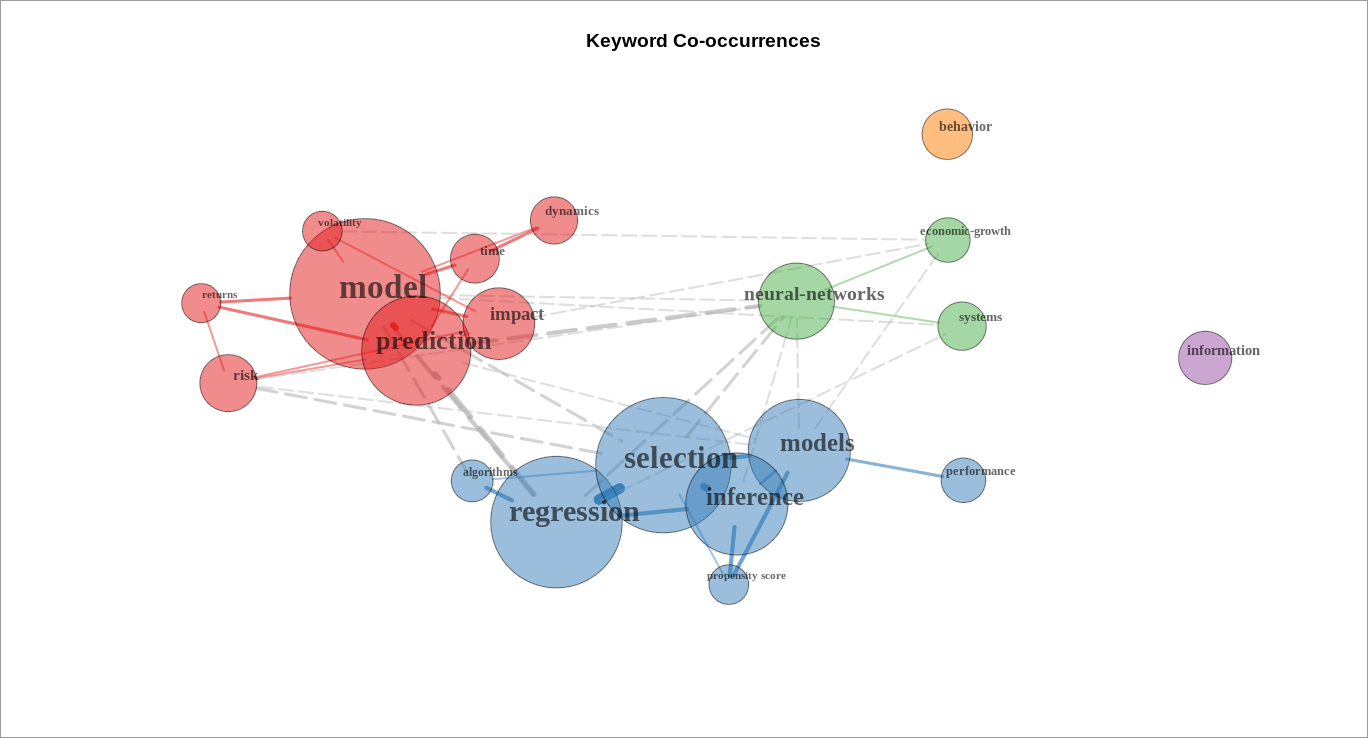 Keyword Co-occurrences
behavior
dynamics
volatility
economic-growth
time
model
returns
neural-networks
impact
systems
prediction
information
risk
models
selection
algorithms
performance
inference
regression
propensity score